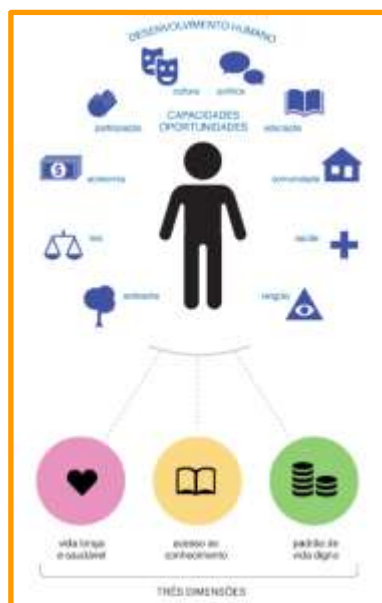 DESENVOLVIMENTO HUMANO
cultura
política
participação
CAPACIDADES
OPORTUNIDADES
educação
economia
$
comunidade
leis
saúde
ambiente
religião
vida longa
e saudável
acesso ao
conhecimento
padrão de
vida digno
TRÊS DIMENSÕES